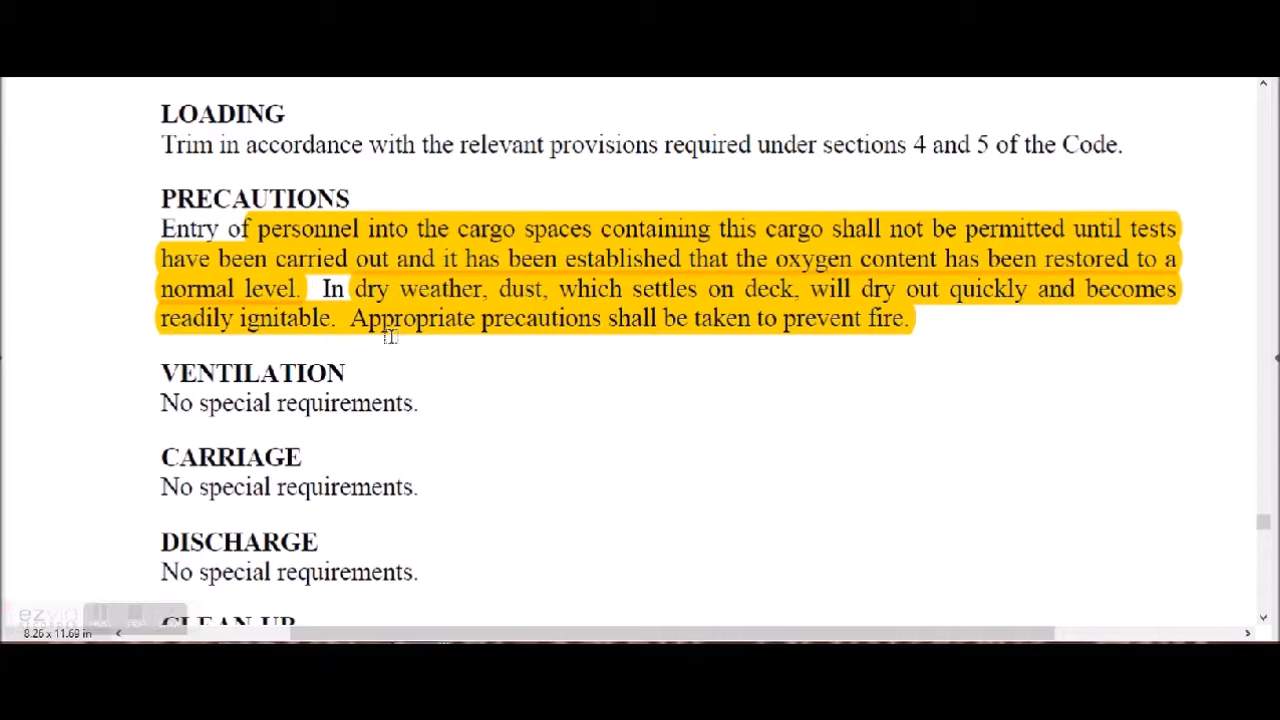 LOADING
Trim in accordance with the relevant provisions required under sections 4 and 5 of the Code.
PRECAUTIONS
Entry of personnel into the cargo spaces containing this cargo shall not be permitted until tests
have been carried out and it has been established that the oxygen content has been restored to a
normal level. In dry weather, dust, which settles on deck, will dry out quickly and becomes
readily ignitable. Appropriate precautions shall be taken to prevent fire.
VENTILATION
No special requirements.
CARRIAGE
No special requirements.
DISCHARGE
No special requirements.
CLEAN UP
8.26 x 11.69 in